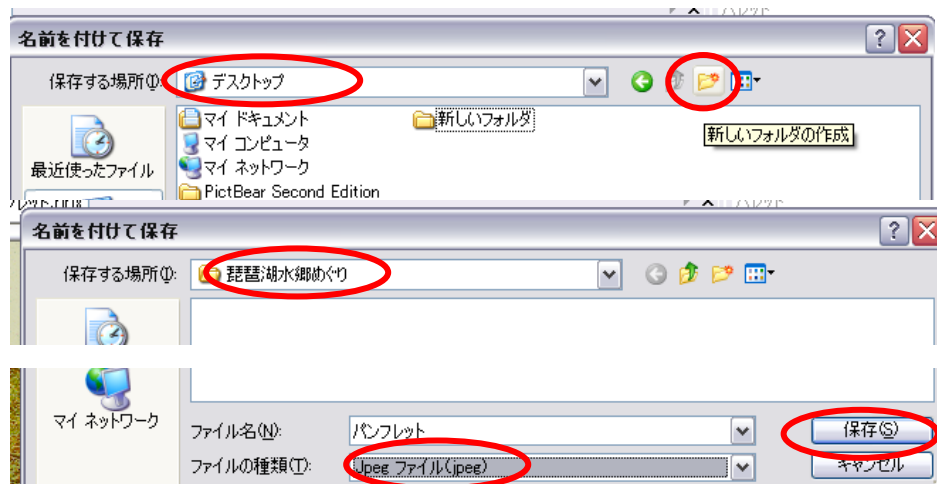 名前を付けて保存
保存する場所(I):
デスクトップ
マイ ドキュメント
新しいフォルダ
マイ コンピュータ
マイ ネットワーク
PictBear Second Edition
最近使ったファイル
新しいフォルダの作成
名前を付けて保存
保存する場所(I):
琵琶湖水郷めぐり
マイ ネットワーク
ファイル名(N):
パンフレット
保存(S)
ファイルの種類(T):
Jpeg ファイル(jpeg)
キャンセル